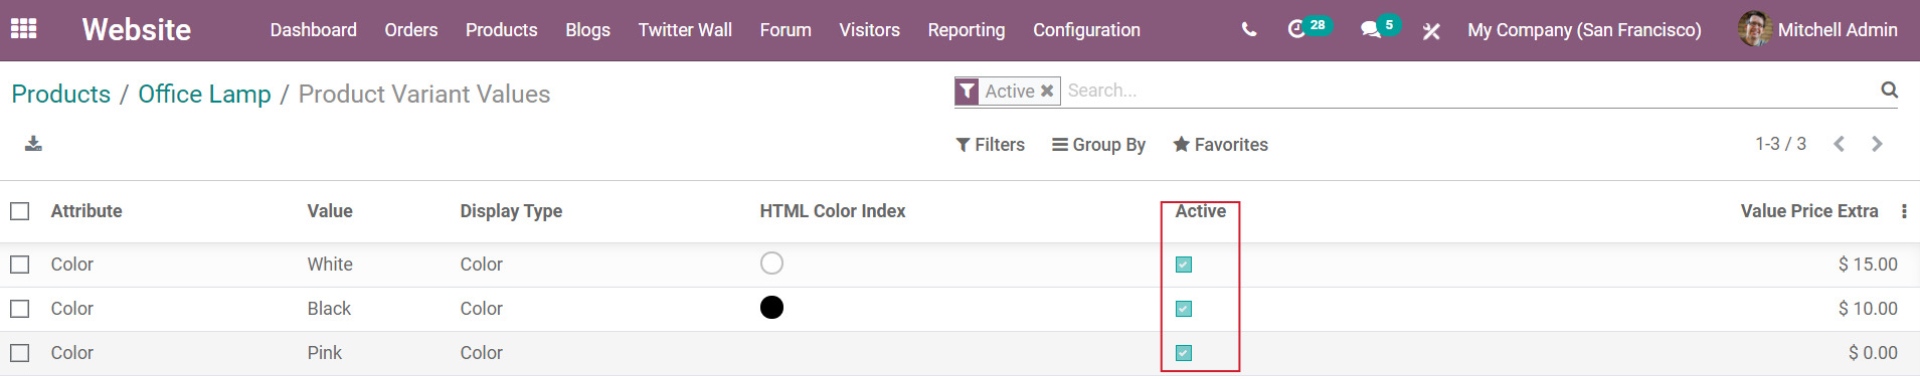 Website Dashboard Orders Products Blogs Twitter Wall Forum Visitors Reporting Configuration 28 5 My Company (San Francisco) Mitchell Admin
Products / Office Lamp / Product Variant Values Active Search...
Filters Group By Favorites 1-3 / 3
Attribute Value Display Type HTML Color Index Active Value Price Extra
Color White Color $ 15.00
Color Black Color $ 10.00
Color Pink Color $ 0.00